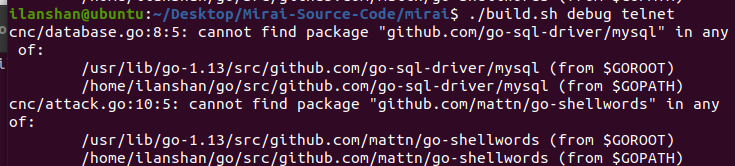 ilanshan@ubuntu:~/Desktop/Mirai-Source-Code/mirai$ ./build.sh debug telnet
cnc/database.go:8:5: cannot find package "github.com/go-sql-driver/mysql" in any
 of:
        /usr/lib/go-1.13/src/github.com/go-sql-driver/mysql (from $GOROOT)
        /home/ilanshan/src/github.com/go-sql-driver/mysql (from $GOPATH)
cnc/attack.go:10:5: cannot find package "github.com/mattn/go-shellwords" in any
of:
        /usr/lib/go-1.13/src/github.com/mattn/go-shellwords (from $GOROOT)
        /home/ilanshan/src/github.com/mattn/go-shellwords (from $GOPATH)